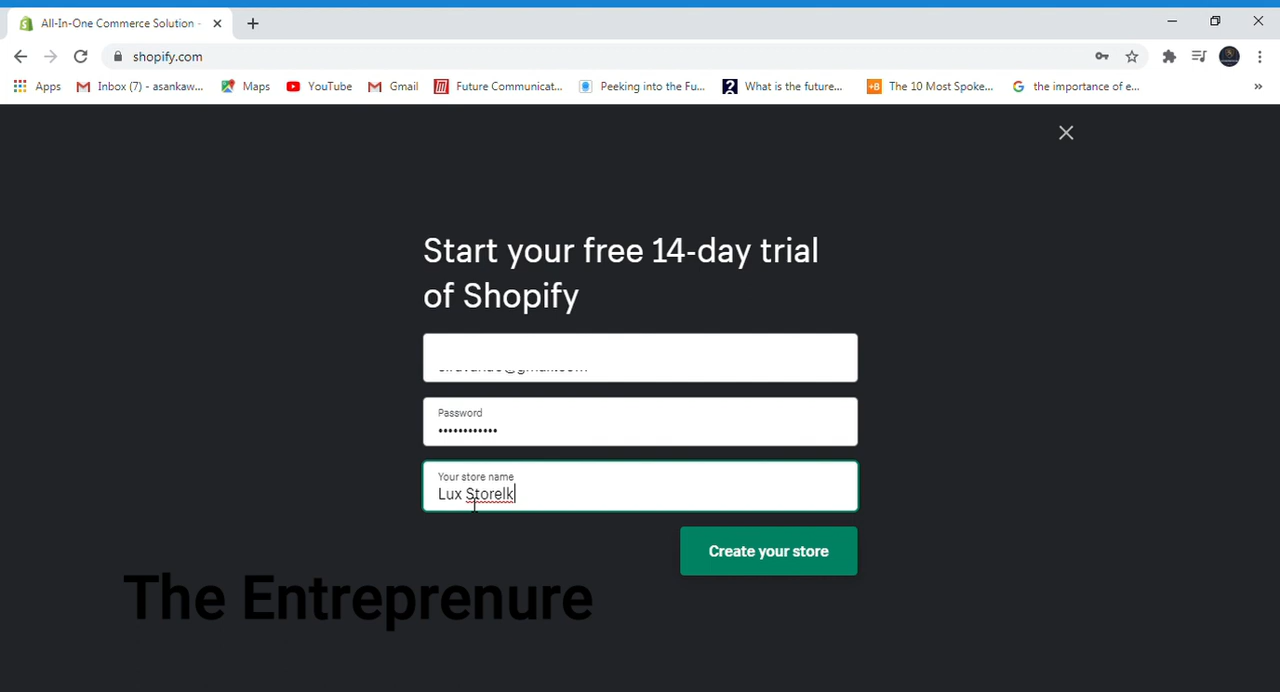 All-In-One Commerce Solution -
shopify.com
Apps
Inbox (7) - asankaw...
Maps
YouTube
Gmail
Future Communicat...
Peeking into the Fu...
What is the future...
The 10 Most Spoke...
the importance of e...
»
Start your free 14-day trial
of Shopify
Password
••••••••••••
Your store name
Lux Storelk
Create your store
The Entreprenure